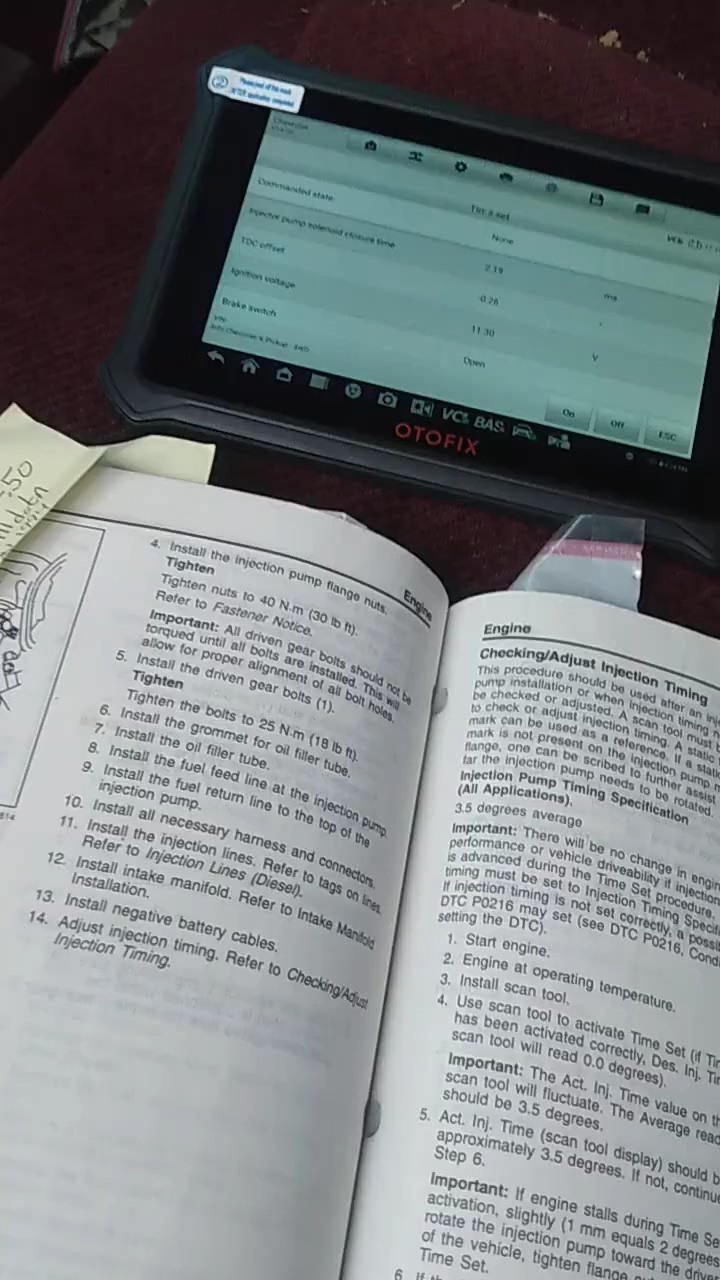 Chevrolet
Time set
Commanded state
None
Injector pump solenoid closure time
2.19
ms
TDC offset
-0.26
°
Ignition voltage
11.30
V
Brake switch
Open
On
Off
ESC
OTOFIX
.50
4. Install the injection pump flange nuts.
Tighten
Tighten nuts to 40 N·m (30 lb ft).
Refer to Fastener Notice.
Important: All driven gear bolts should not be
torqued until all bolts are installed. This will
allow for proper alignment of all bolt holes.
5. Install the driven gear bolts (1).
Tighten
Tighten the bolts to 25 N·m (18 lb ft).
6. Install the grommet for oil filler tube.
7. Install the oil filler tube.
8. Install the fuel feed line at the injection pump.
9. Install the fuel return line to the top of the
injection pump.
10. Install all necessary harness and connectors.
11. Install the injection lines. Refer to tags on lines.
Refer to Injection Lines (Diesel).
12. Install intake manifold. Refer to Intake Manifold
Installation.
13. Install negative battery cables.
14. Adjust injection timing. Refer to Checking/Adjust
Injection Timing.
Engine
Engine
Checking/Adjust Injection Timing
This procedure should be used after an
pump installation or when injection timing
be checked or adjusted. A scan tool must
to check or adjust injection timing. A static
mark can be used as a reference. If a
mark is not present on the injection pump
flange, one can be scribed to further assist
far the injection pump needs to be rotated.
Injection Pump Timing Specification
(All Applications).
3.5 degrees average
Important: There will be no change in
performance or vehicle driveability if
is advanced during the Time Set procedure.
timing must be set to Injection Timing
If injection timing is not set correctly, a
DTC P0216 may set (see DTC P0216,
setting the DTC).
1. Start engine.
2. Engine at operating temperature.
3. Install scan tool.
4. Use scan tool to activate Time Set (if
has been activated correctly, Des. Inj.
scan tool will read 0.0 degrees).
Important: The Act. Inj. Time value on
scan tool will fluctuate. The Average
should be 3.5 degrees.
5. Act. Inj. Time (scan tool display) should
approximately 3.5 degrees. If not,
Step 6.
Important: If engine stalls during Time
activation, slightly (1 mm equals 2 degrees
rotate the injection pump toward the
of the vehicle, tighten flange
Time Set.
6. If